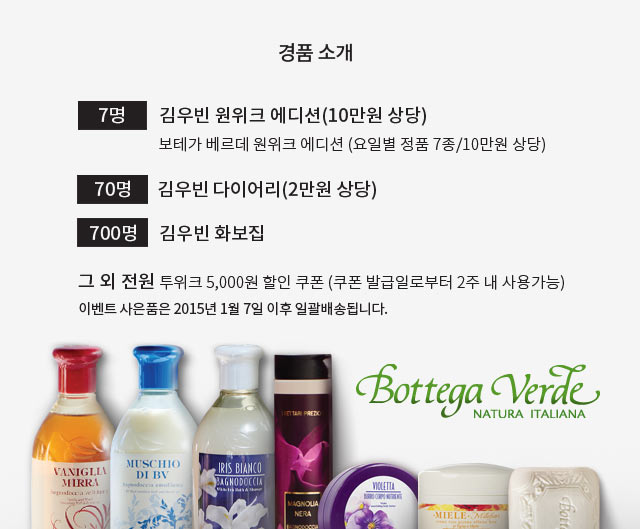 경품 소개
7명 김우빈 원위크 에디션(10만원 상당)
보테가 베르데 원위크 에디션 (요일별 정품 7종/10만원 상당)
70명 김우빈 다이어리(2만원 상당)
700명 김우빈 화보집
그 외 전원 투위크 5,000원 할인 쿠폰 (쿠폰 발급일로부터 2주 내 사용가능)
이벤트 사은품은 2015년 1월 7일 이후 일괄배송됩니다.
Bottega Verde
NATURA ITALIANA
VANIGLIA
MIRRA
MUSCHIO
DI BV
IRIS BIANCO
BAGNODOCCIA
MAGNOLIA
NERA
BAGNODOCCIA
VIOLETTA
BURRO CORPO NUTRIENTE
MIELE